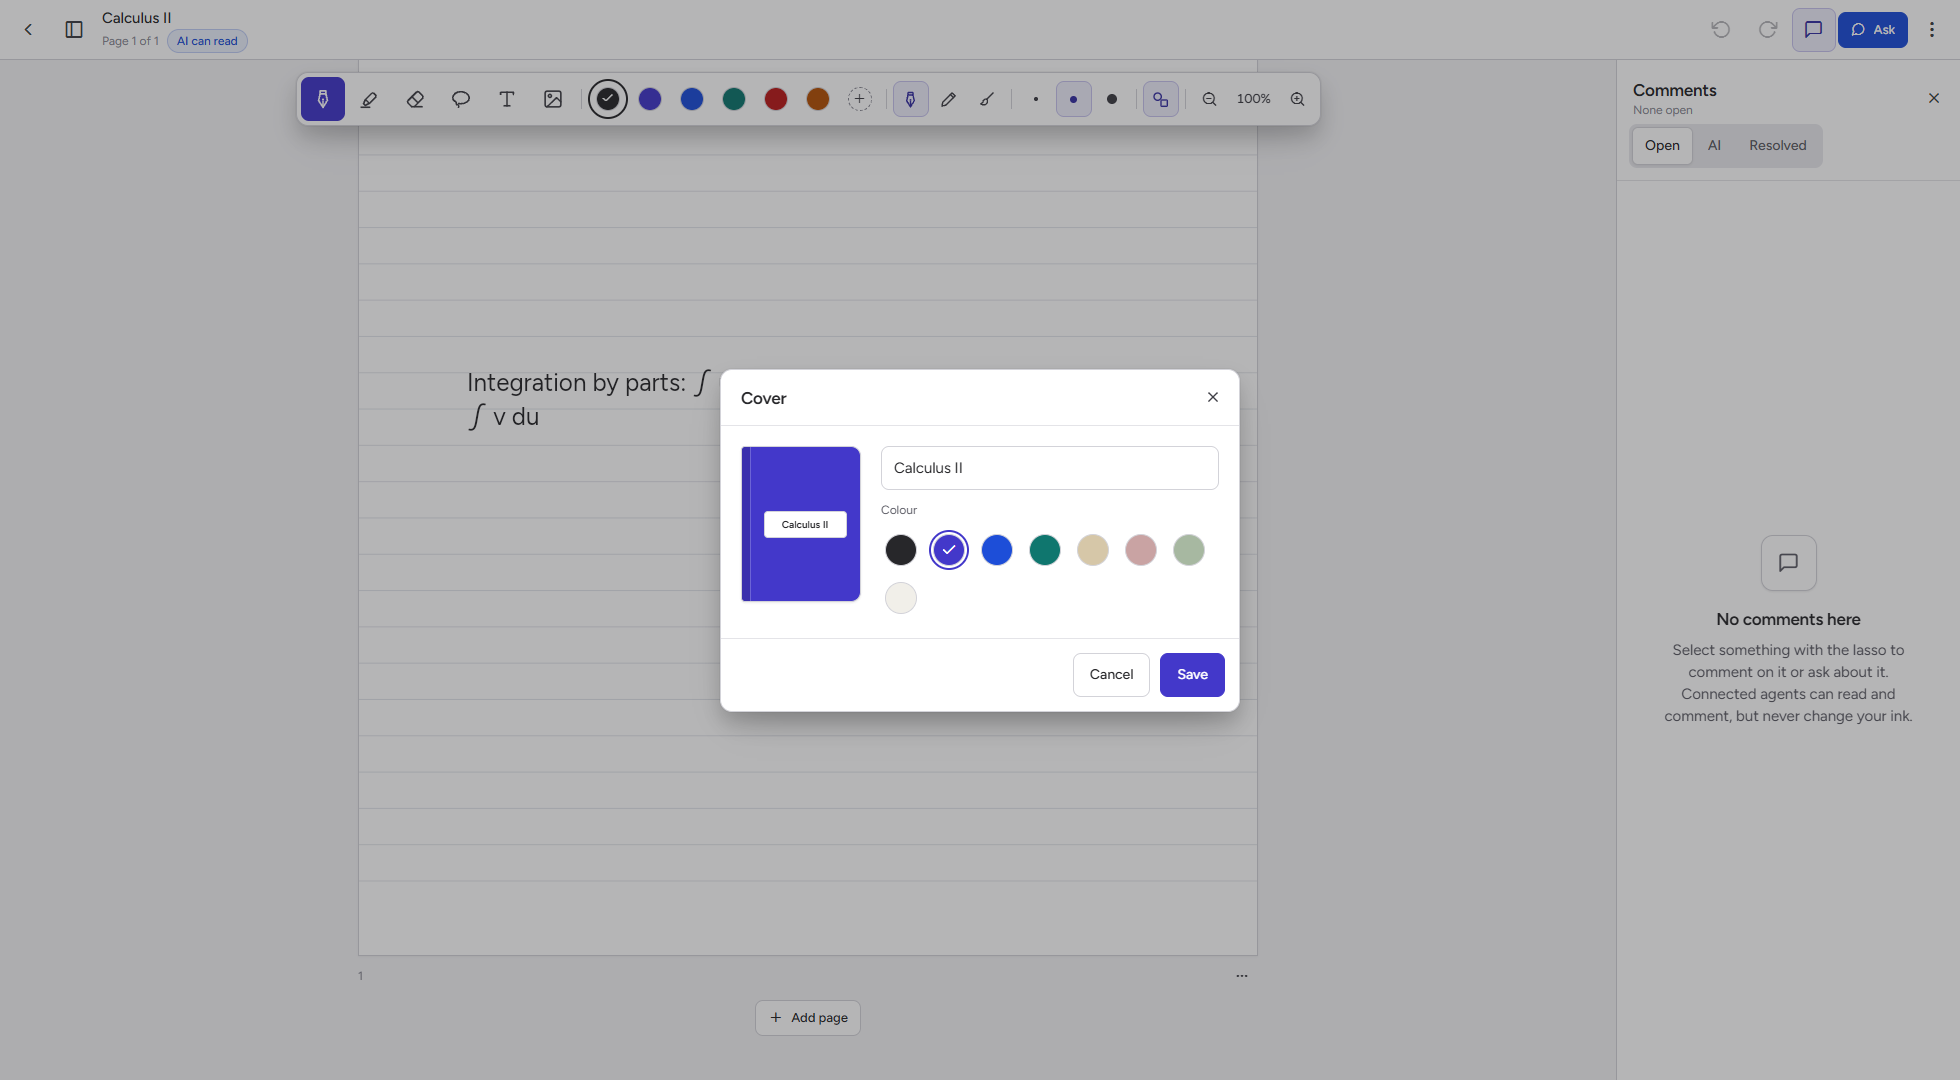 Calculus II
Page 1 of 1 AI can read
Ask
100%
Comments
None open
Open AI Resolved
Integration by parts: ∫
∫ v du
Cover
Calculus II
Calculus II
Colour
Cancel Save
No comments here
Select something with the lasso to
comment on it or ask about it.
Connected agents can read and
comment, but never change your ink.
1
Add page